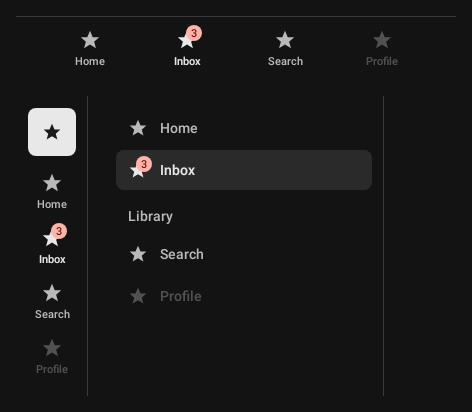 3
Home Inbox Search Profile
Home
3
Inbox
Search
Profile
Home
3
Inbox
Library
Search
Profile